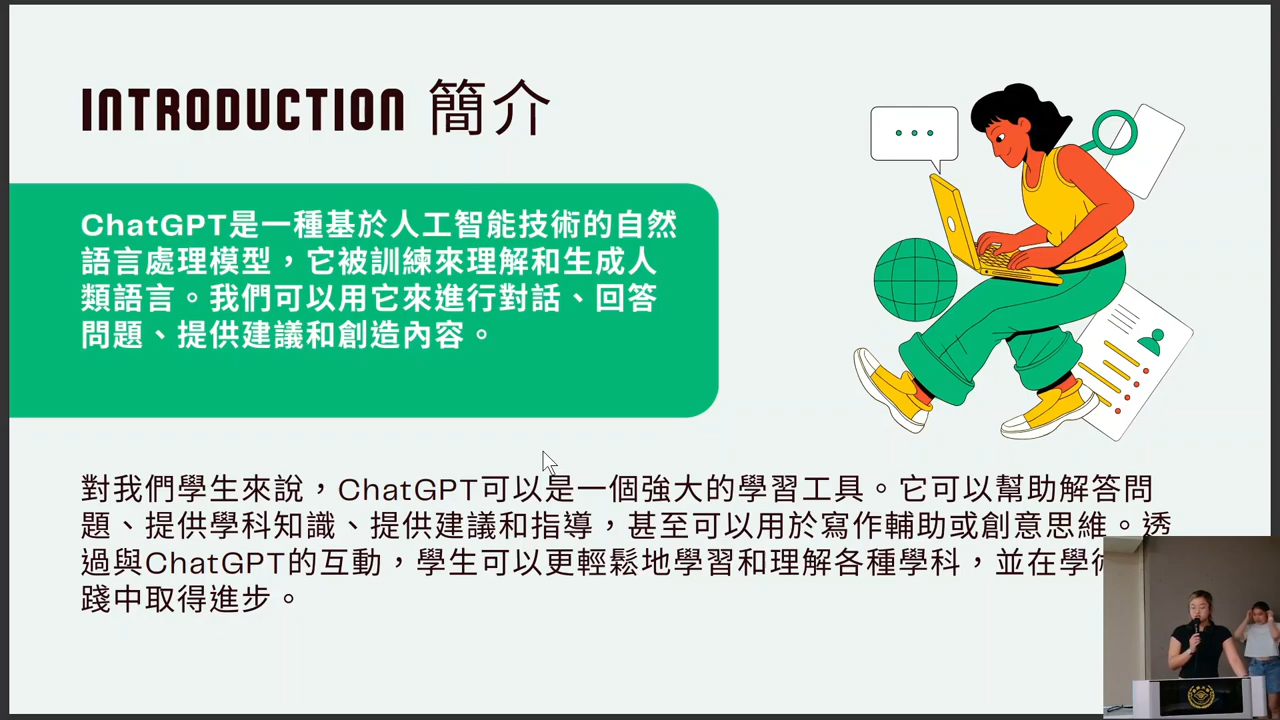 INTRODUCTION 簡介
ChatGPT是一種基於人工智能技術的自然
語言處理模型，它被訓練來理解和生成人
類語言。我們可以用它來進行對話、回答
問題、提供建議和創造內容。
對我們學生來說，ChatGPT可以是一個強大的學習工具。它可以幫助解答問
題、提供學科知識、提供建議和指導，甚至可以用於寫作輔助或創意思維。透
過與ChatGPT的互動，學生可以更輕鬆地學習和理解各種學科，並在學術
踐中取得進步。